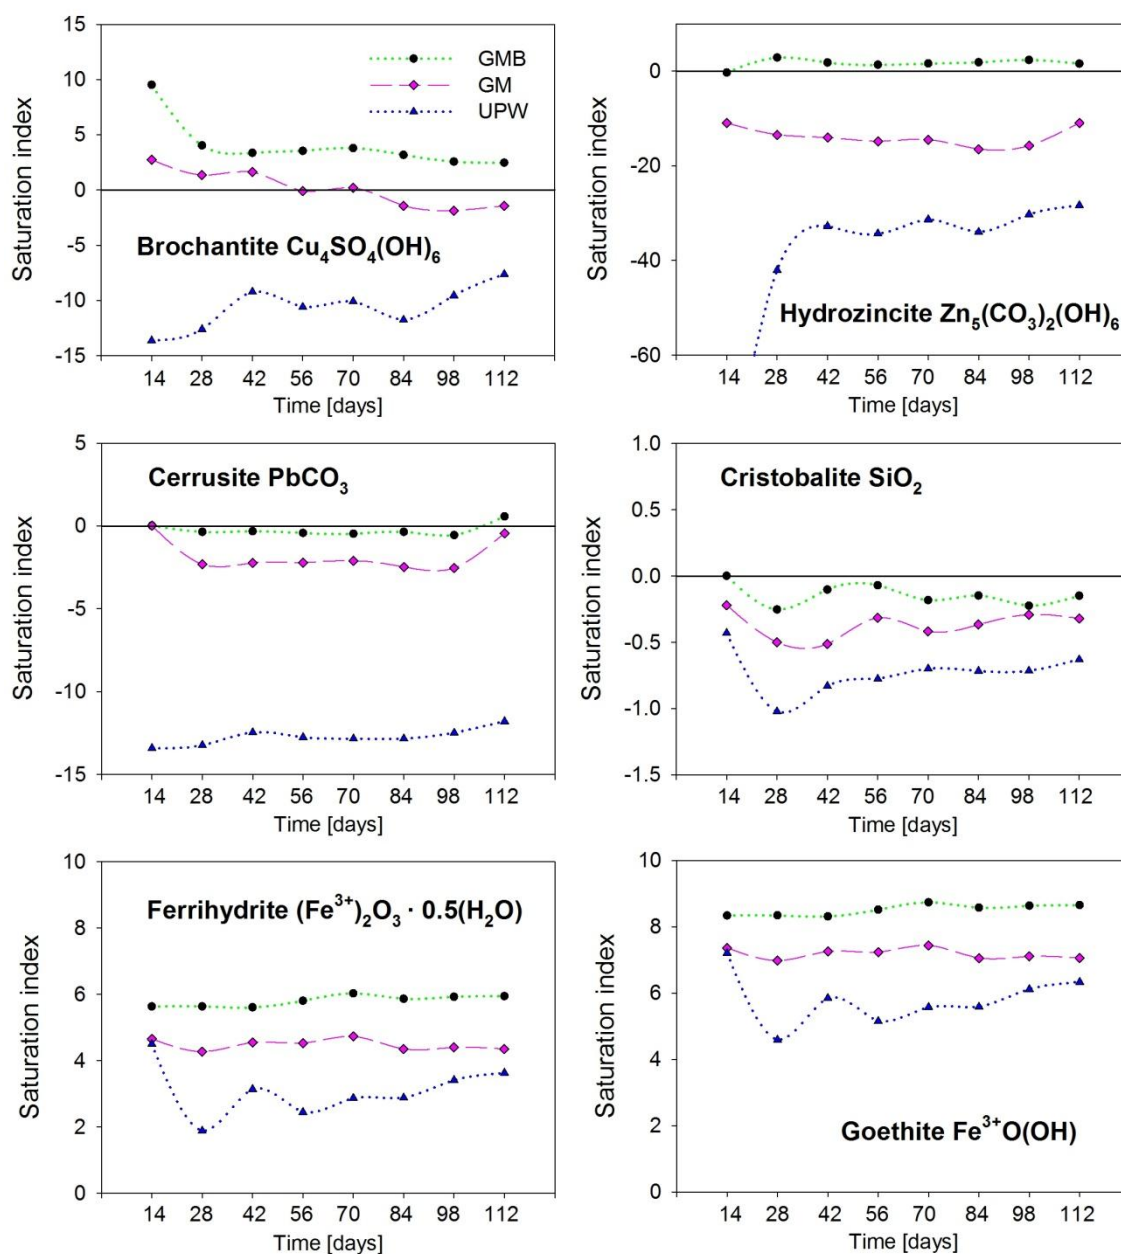 Saturation index
15
10
5
0
-5
-10
-15
GMB
GM
UPW
Brochantite Cu4SO4(OH)6
14 28 42 56 70 84 98 112
Time [days]
Saturation index
0
-20
-40
-60
Hydrozincite Zn5(CO3)2(OH)6
14 28 42 56 70 84 98 112
Time [days]
Saturation index
5
0
-5
-10
-15
Cerrusite PbCO3
14 28 42 56 70 84 98 112
Time [days]
Saturation index
1.0
0.5
0.0
-0.5
-1.0
-1.5
Cristobalite SiO2
14 28 42 56 70 84 98 112
Time [days]
Saturation index
10
8
6
4
2
0
Ferrihydrite (Fe3+)2O3 · 0.5(H2O)
14 28 42 56 70 84 98 112
Time [days]
Saturation index
10
8
6
4
2
0
Goethite Fe3+O(OH)
14 28 42 56 70 84 98 112
Time [days]